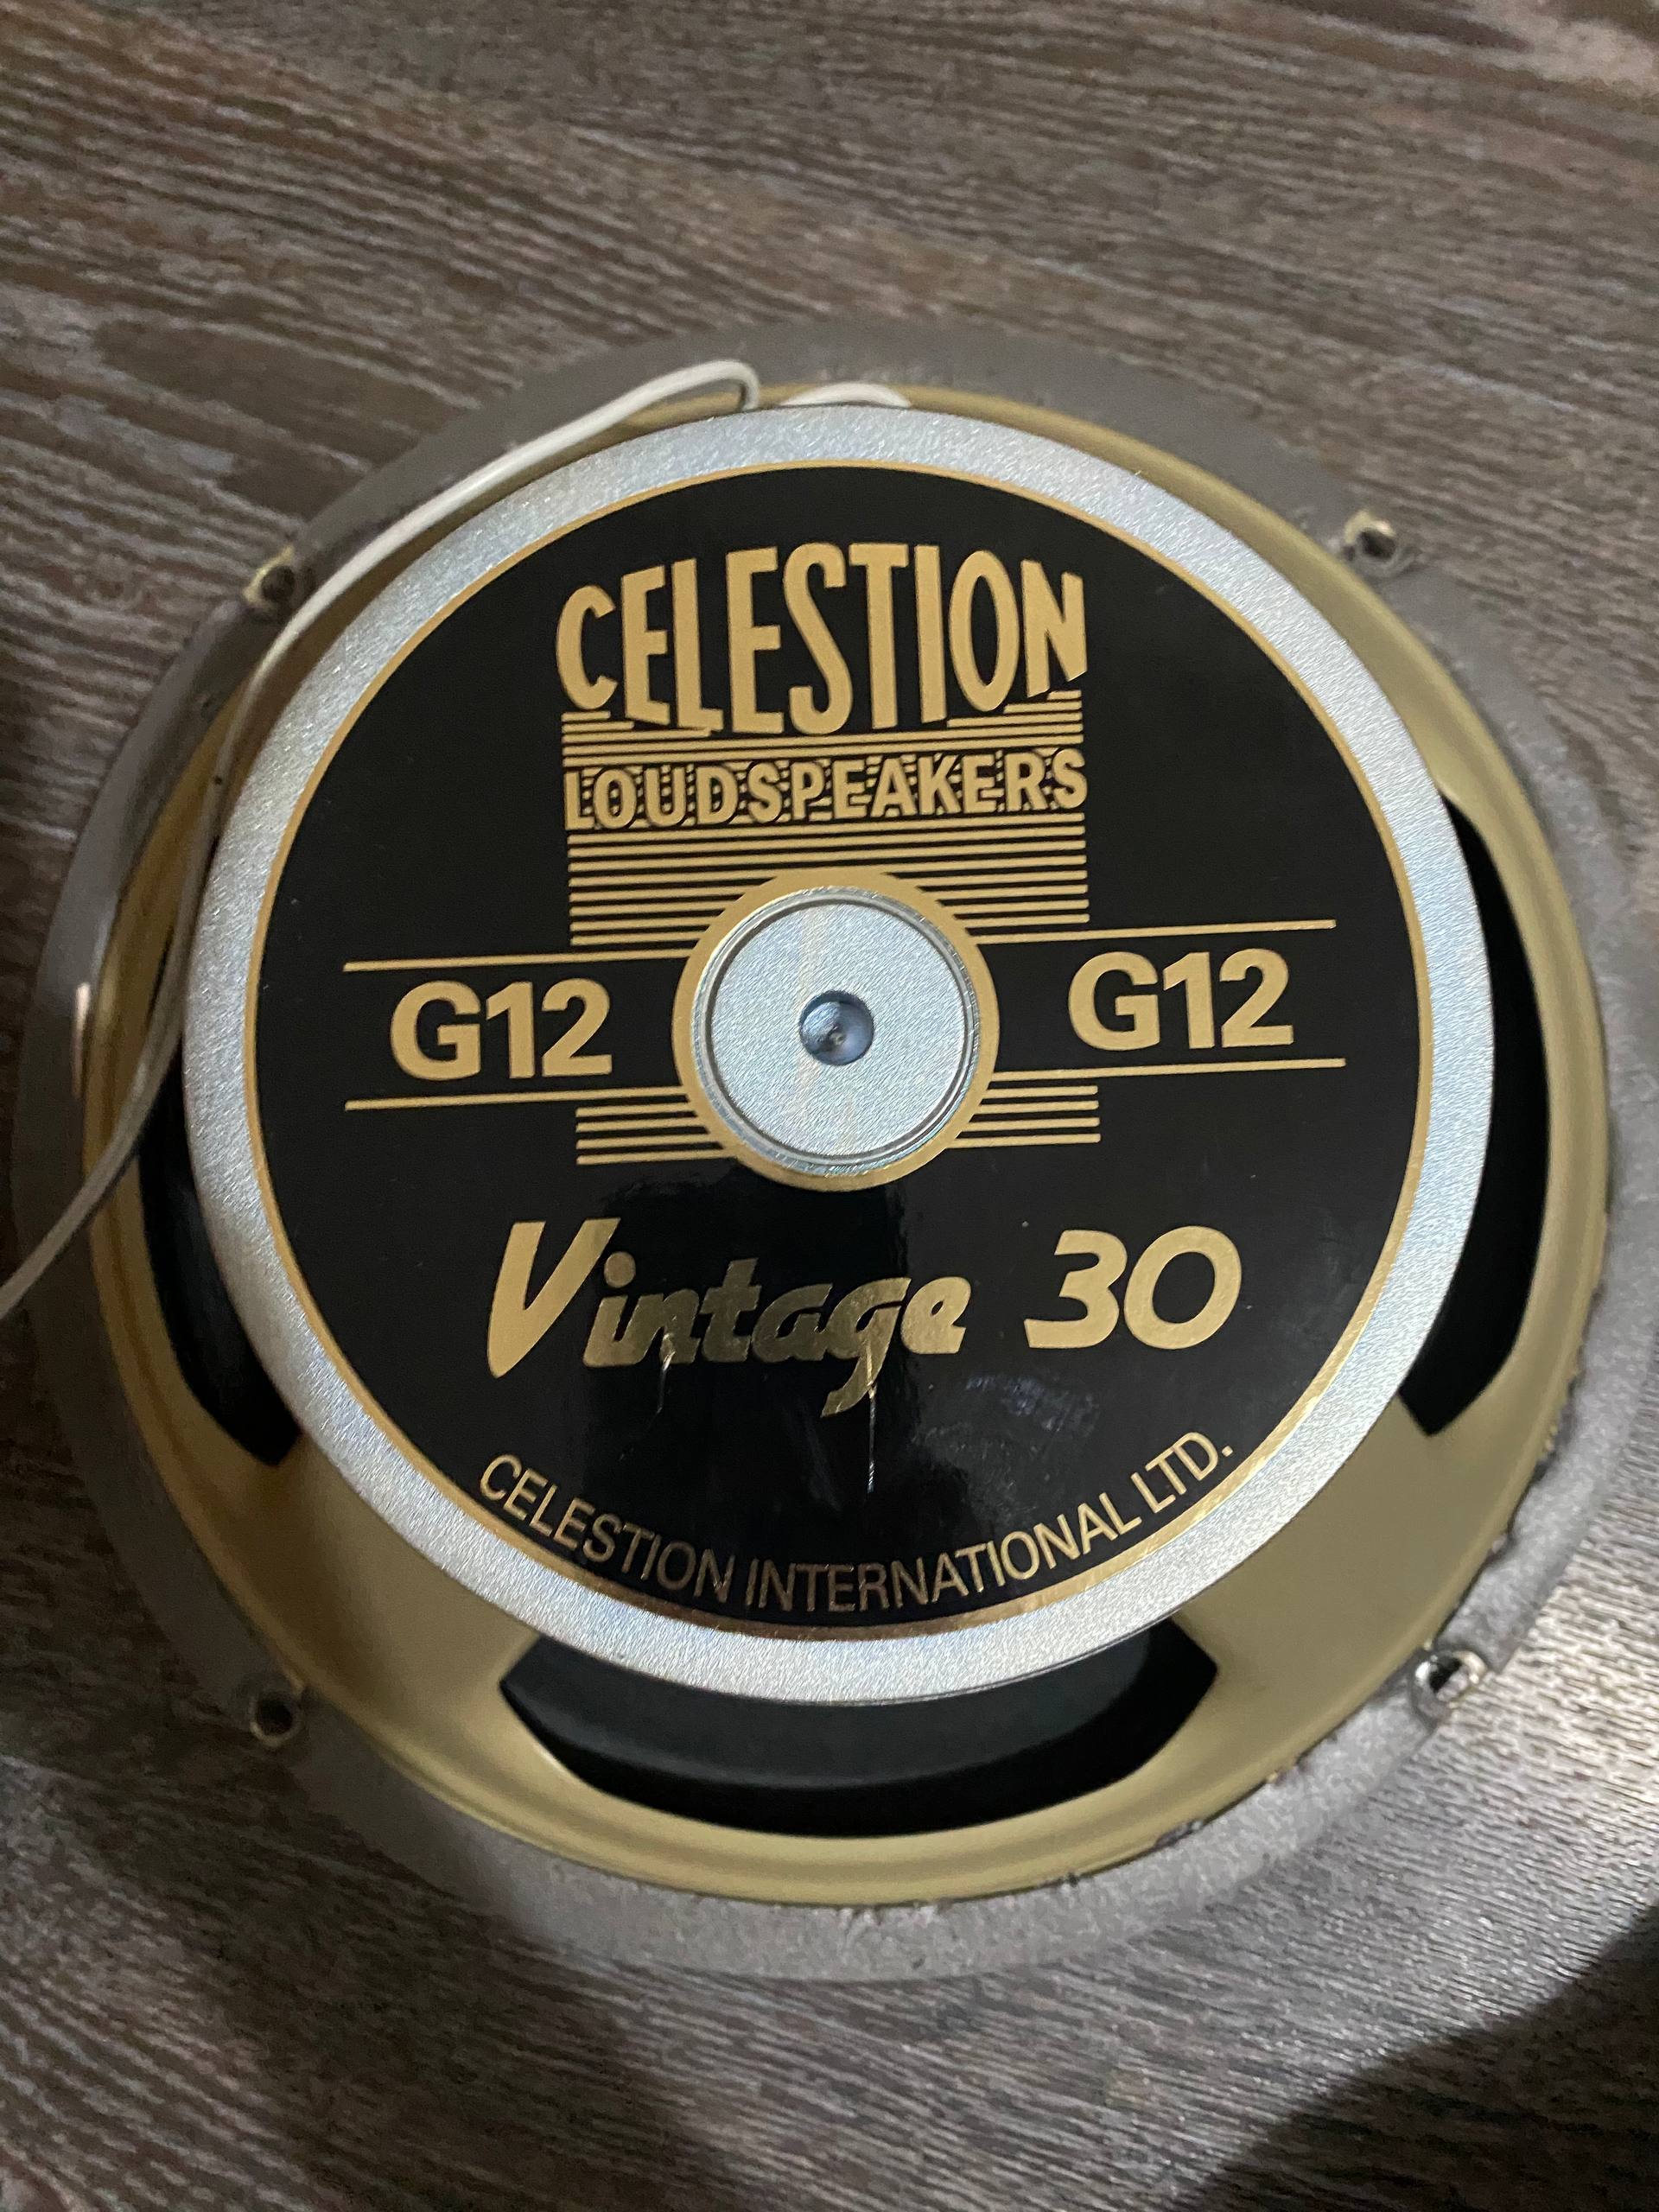 CELESTION
LOUDSPEAKERS
G12 G12
Vintage 30
CELESTION INTERNATIONAL LTD.